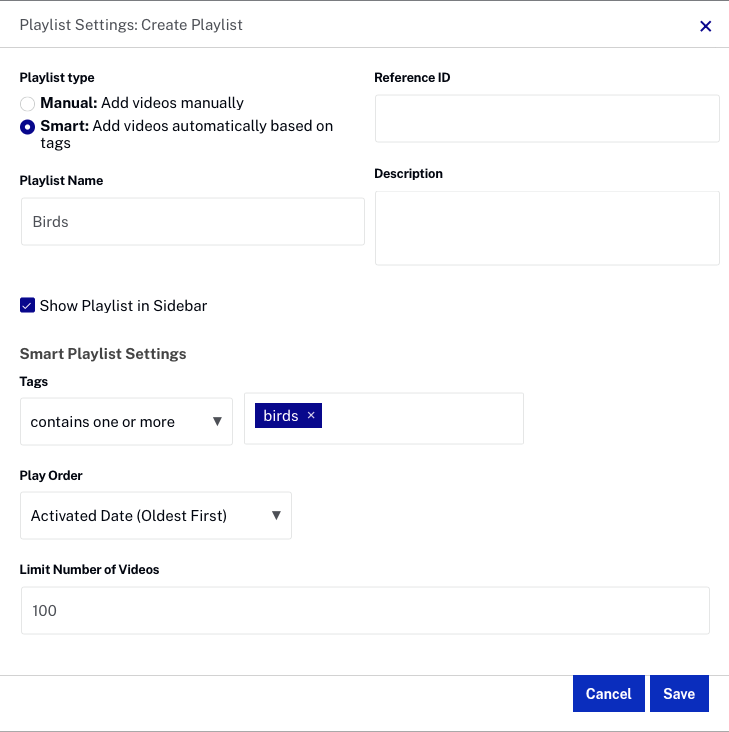 Playlist Settings: Create Playlist ×
Playlist type
Manual: Add videos manually
Smart: Add videos automatically based on
tags
Playlist Name
Birds
Reference ID
Description
Show Playlist in Sidebar
Smart Playlist Settings
Tags
contains one or more ▼
birds ×
Play Order
Activated Date (Oldest First) ▼
Limit Number of Videos
100
Cancel
Save